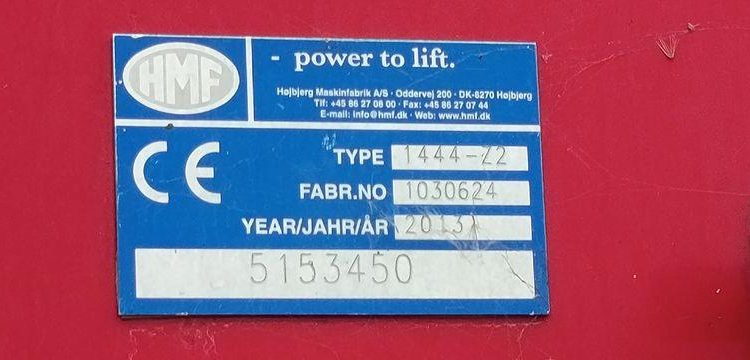 HMF
- power to lift.
Højbjerg Maskinfabrik A/S · Oddervej 200 · DK-8270 Højbjerg
Tlf: +45 86 27 08 00 · Fax: +45 86 27 07 44
E-mail: info@hmf.dk · Web: www.hmf.dk
CE
TYPE 1444-Z2
FABR.NO 1030624
YEAR/JAHR/ÅR 2013
5153450